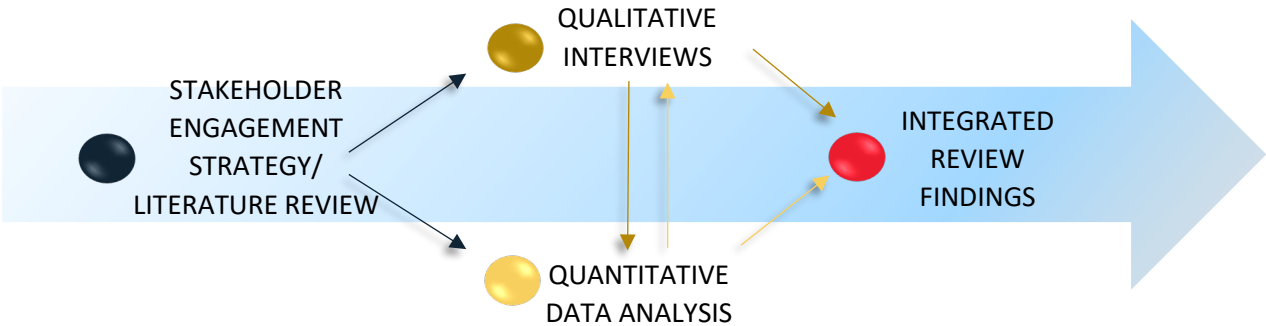 STAKEHOLDER
ENGAGEMENT
STRATEGY/
LITERATURE REVIEW
QUALITATIVE
INTERVIEWS
QUANTITATIVE
DATA ANALYSIS
INTEGRATED
REVIEW
FINDINGS